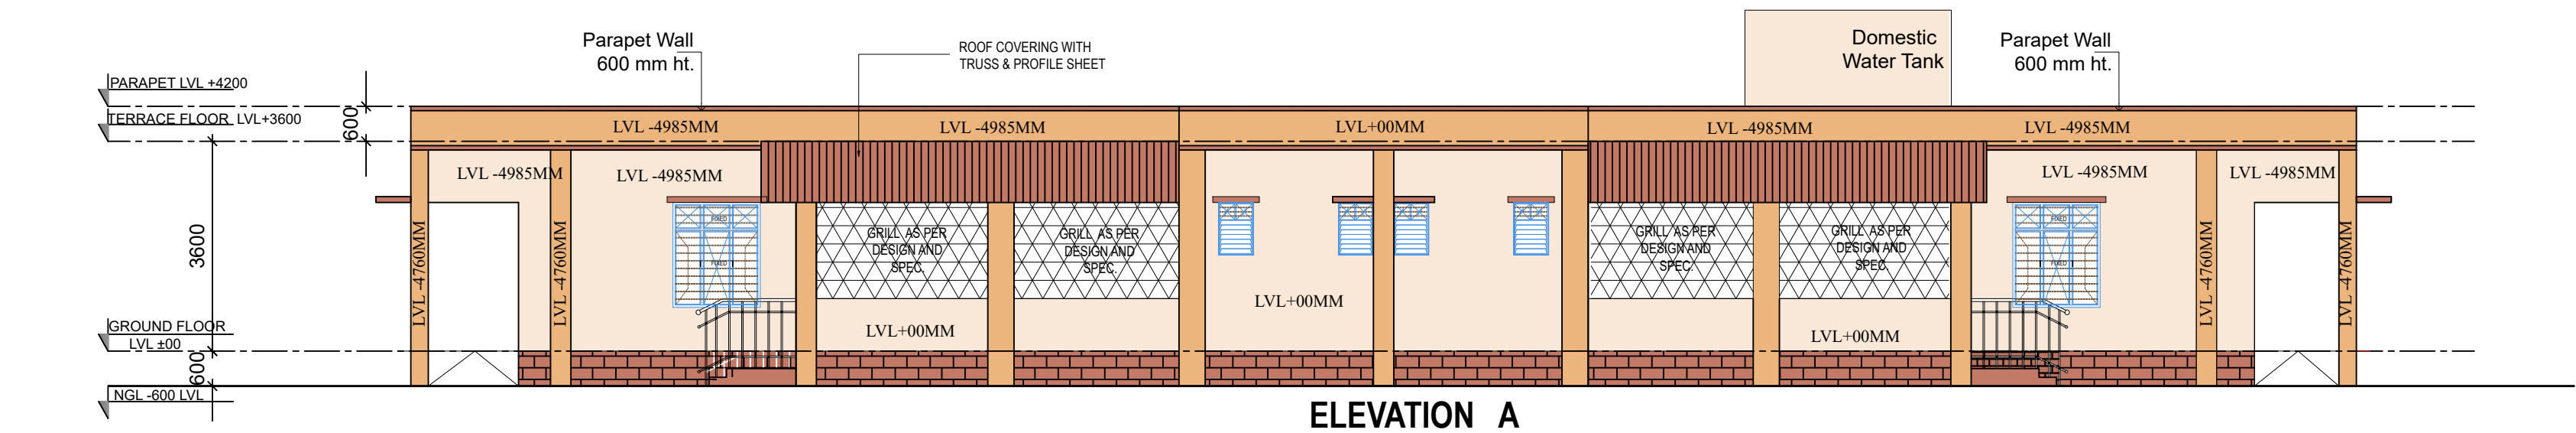 Parapet Wall
600 mm ht.
ROOF COVERING WITH
TRUSS & PROFILE SHEET
Domestic
Water Tank
Parapet Wall
600 mm ht.
PARAPET LVL +4200
TERRACE FLOOR LVL+3600
600
LVL -4985MM
LVL -4985MM
LVL+00MM
LVL -4985MM
LVL -4985MM
LVL -4985MM
LVL -4985MM
LVL -4985MM
LVL -4985MM
3600
LVL -4760MM
LVL -4760MM
FIXED
FIXED
GRILL AS PER
DESIGN AND
SPEC.
GRILL AS PER
DESIGN AND
SPEC.
GRILL AS PER
DESIGN AND
SPEC.
GRILL AS PER
DESIGN AND
SPEC.
FIXED
FIXED
LVL -4760MM
LVL -4760MM
LVL+00MM
LVL+00MM
LVL+00MM
GROUND FLOOR
LVL ±00
600
NGL -600 LVL
ELEVATION A